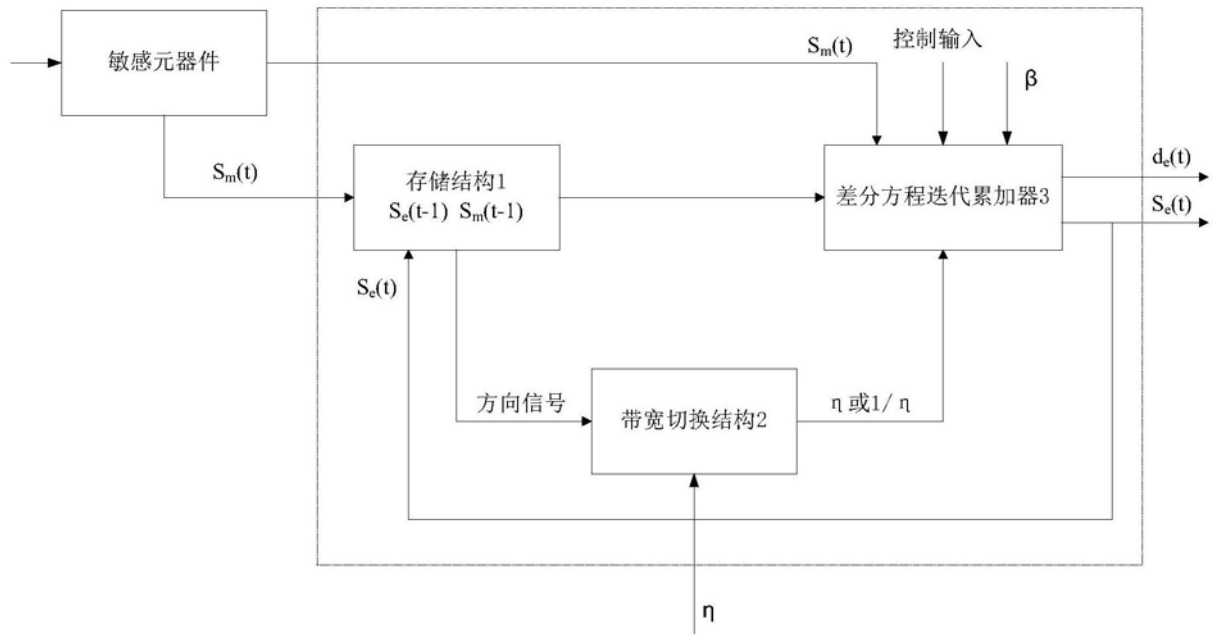 敏感元器件
Sm(t)
控制输入
β
Sm(t)
存储结构1
Se(t-1) Sm(t-1)
差分方程迭代累加器3
de(t)
Se(t)
Se(t)
方向信号
带宽切换结构2
η或1/η
η